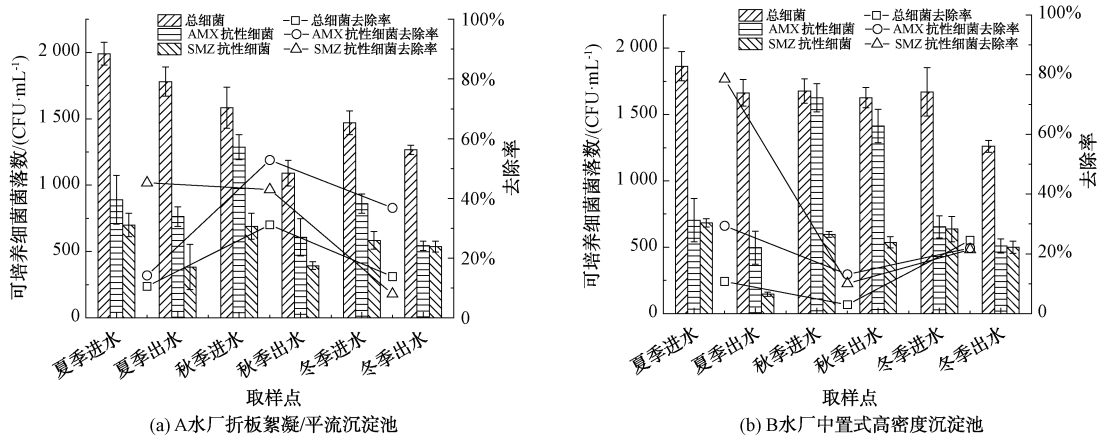 总细菌 总细菌去除率
AMX抗性细菌 AMX抗性细菌去除率
SMZ抗性细菌 SMZ抗性细菌去除率
可培养细菌菌落数/(CFU·mL-1)
2 000
1 500
1 000
500
0
100%
80%
60%
40%
20%
0
去除率
夏季进水
夏季出水
秋季进水
秋季出水
冬季进水
冬季出水
取样点
(a) A水厂折板絮凝/平流沉淀池
总细菌 总细菌去除率
AMX抗性细菌 AMX抗性细菌去除率
SMZ抗性细菌 SMZ抗性细菌去除率
可培养细菌菌落数/(CFU·mL-1)
2 000
1 500
1 000
500
0
100%
80%
60%
40%
20%
0
去除率
夏季进水
夏季出水
秋季进水
秋季出水
冬季进水
冬季出水
取样点
(b) B水厂中置式高密度沉淀池